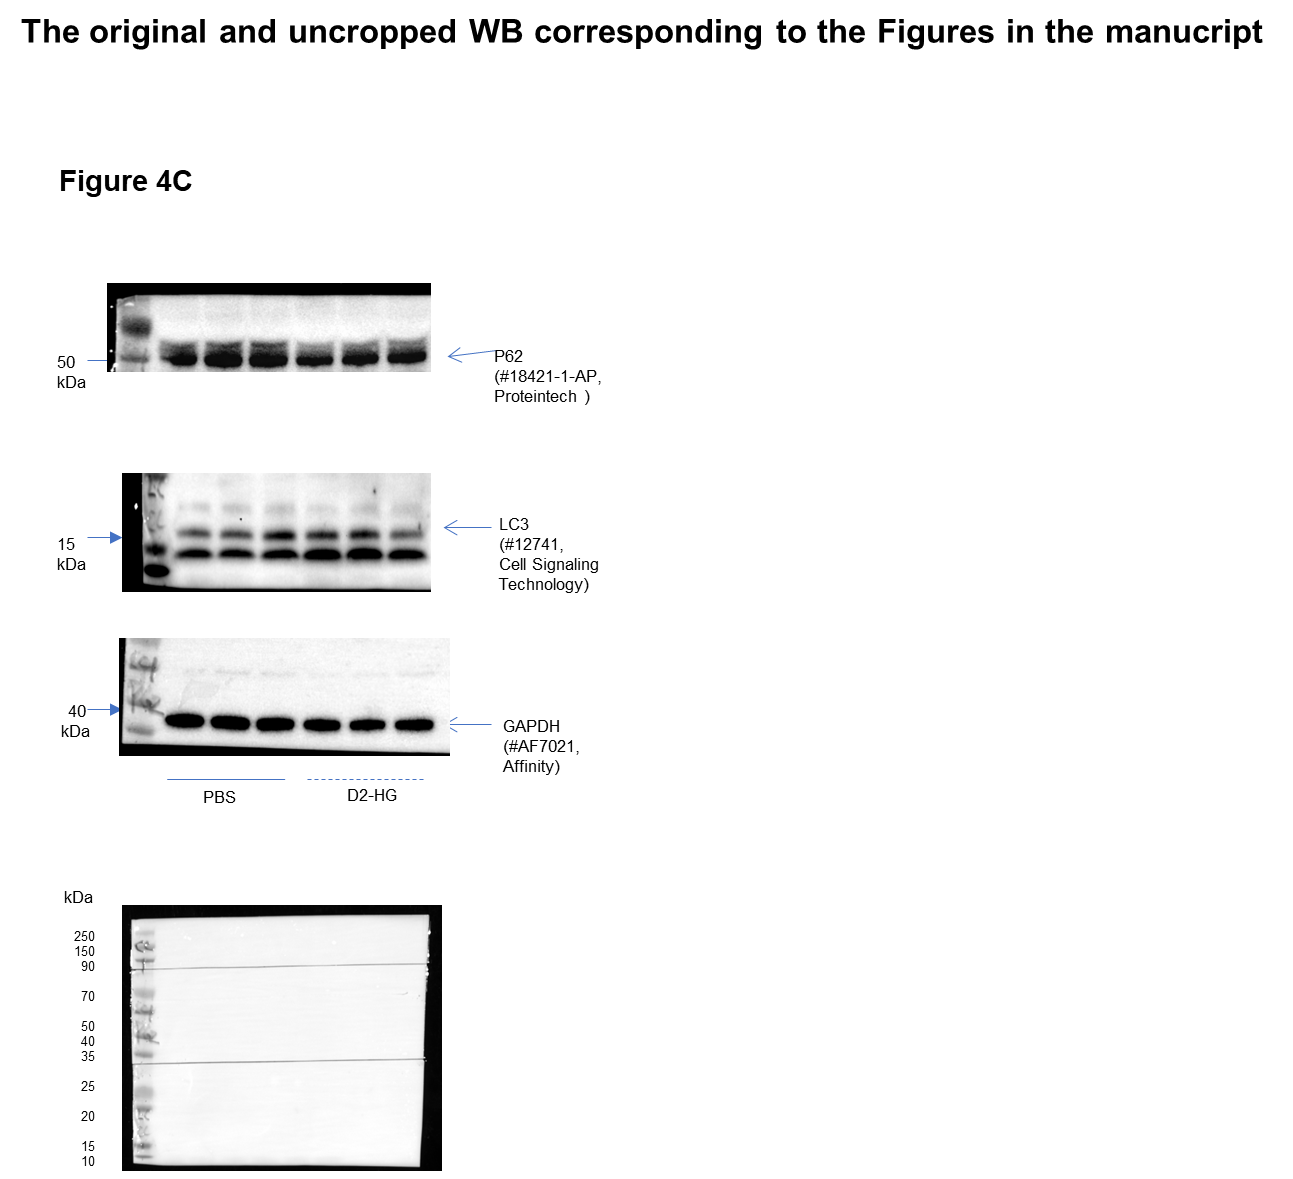 The original and uncropped WB corresponding to the Figures in the manucript
Figure 4C
50
kDa
P62
(#18421-1-AP,
Proteintech )
15
kDa
LC3
(#12741,
Cell Signaling
Technology)
40
kDa
GAPDH
(#AF7021,
Affinity)
PBS
D2-HG
kDa
250
150
90
70
50
40
35
25
20
15
10